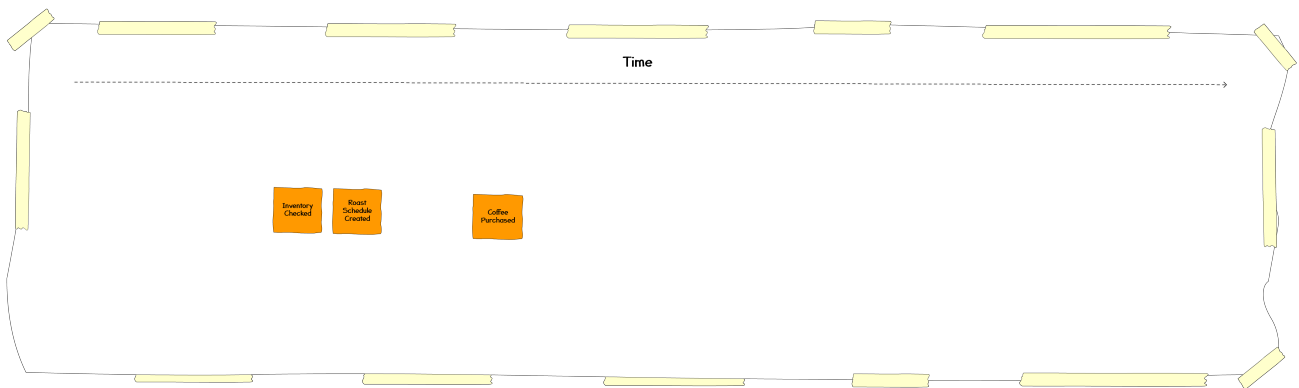 Time
Inventory
Checked
Roast
Schedule
Created
Coffee
Purchased